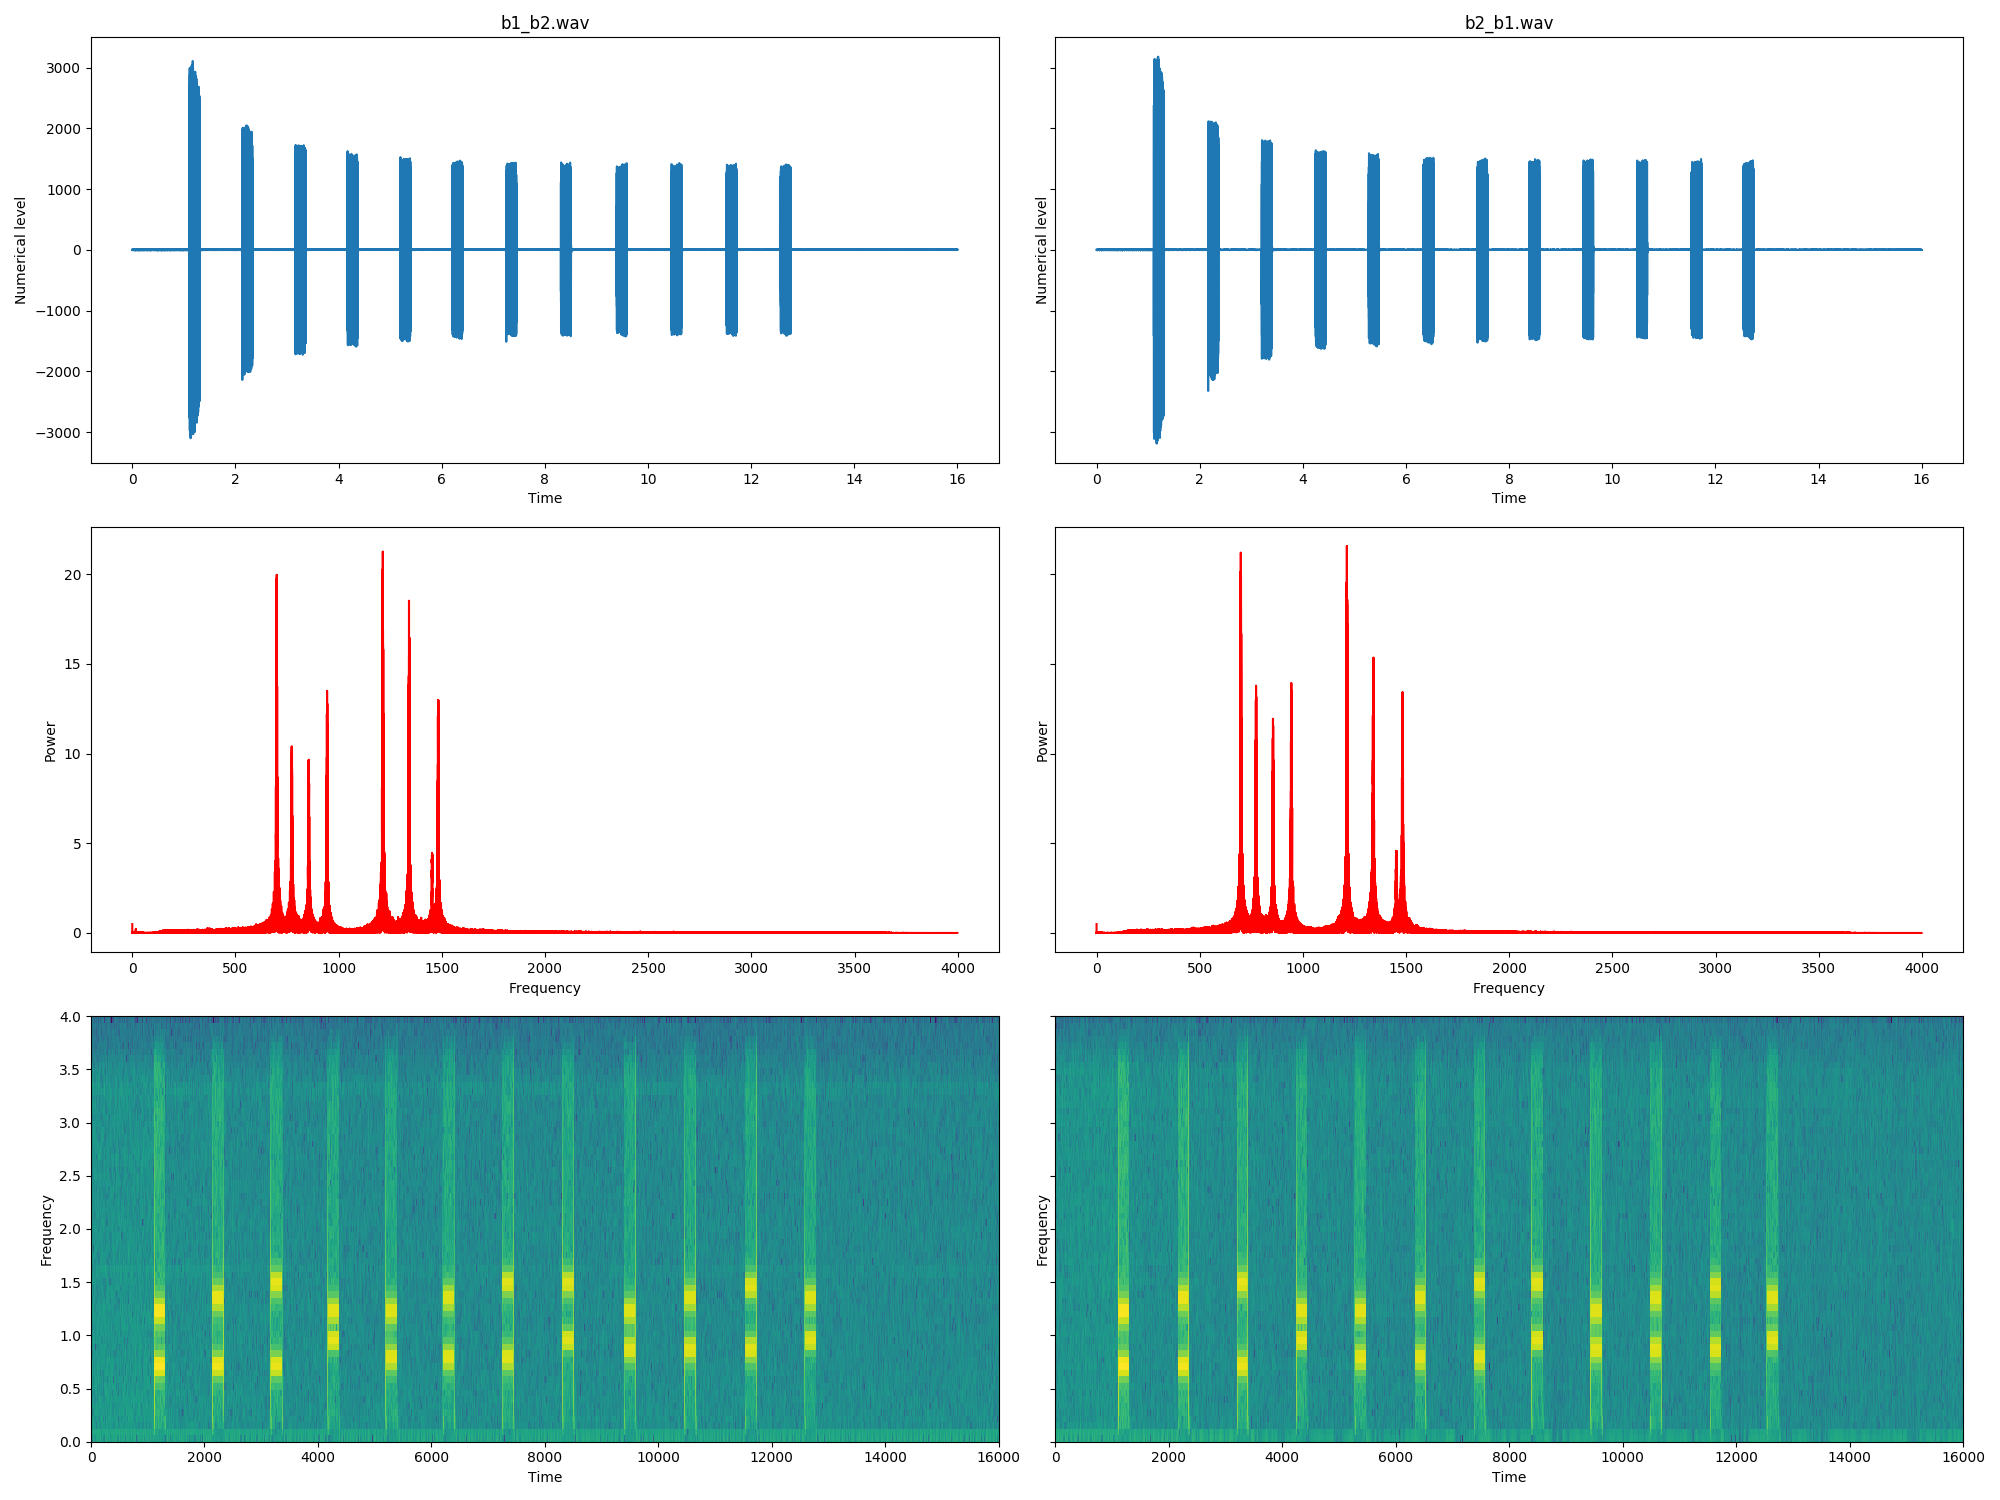 b1_b2.wav b2_b1.wav
3000
2000
1000
0
−1000
−2000
−3000
Numerical level Numerical level
0 2 4 6 8 10 12 14 16 0 2 4 6 8 10 12 14 16
Time Time
20
15
10
5
0
Power Power
0 500 1000 1500 2000 2500 3000 3500 4000 0 500 1000 1500 2000 2500 3000 3500 4000
Frequency Frequency
4.0
3.5
3.0
2.5
2.0
1.5
1.0
0.5
0.0
Frequency Frequency
0 2000 4000 6000 8000 10000 12000 14000 16000 0 2000 4000 6000 8000 10000 12000 14000 16000
Time Time